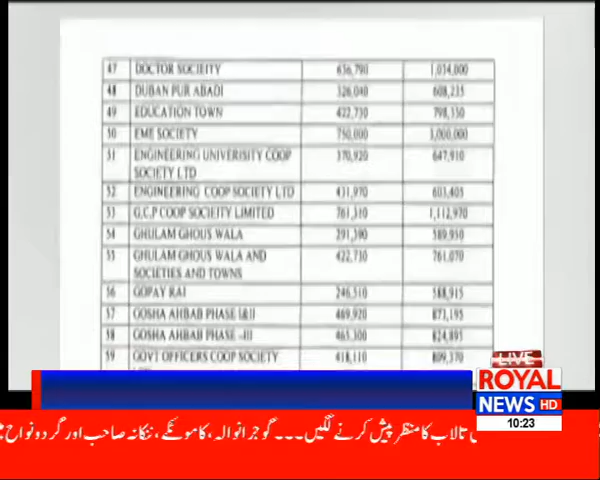 47 DOCTOR SOCIEITY 636,790 1,034,000
48 DUBAN PUR ABADI 326,040 608,235
49 EDUCATION TOWN 422,730 798,350
50 EME SOCIETY 750,000 3,000,000
51 ENGINEERING UNIVERISITY COOP 370,920 647,910
SOCIETY LTD
52 ENGINEERING COOP SOCIETY LTD 431,970 603,405
53 G.C.P COOP SOCIEITY LIMITED 761,310 1,112,970
54 GHULAM GHOUS WALA 291,390 589,950
55 GHULAM GHOUS WALA AND 422,730 761,070
SOCIETIES AND TOWNS
56 GOPAY RAI 246,510 588,915
57 GOSHA AHBAB PHASE I&II 469,920 873,195
58 GOSHA AHBAB PHASE -III 465,300 824,895
59 GOVT OFFICERS COOP SOCIETY 418,110 809,370
LIVE
ROYAL
NEWS HD
10:23
تالاب کا منظر پیش کرنے لگیں۔۔۔ گوجرانوالہ، کامونکے، ننکانہ صاحب اور گردونواح